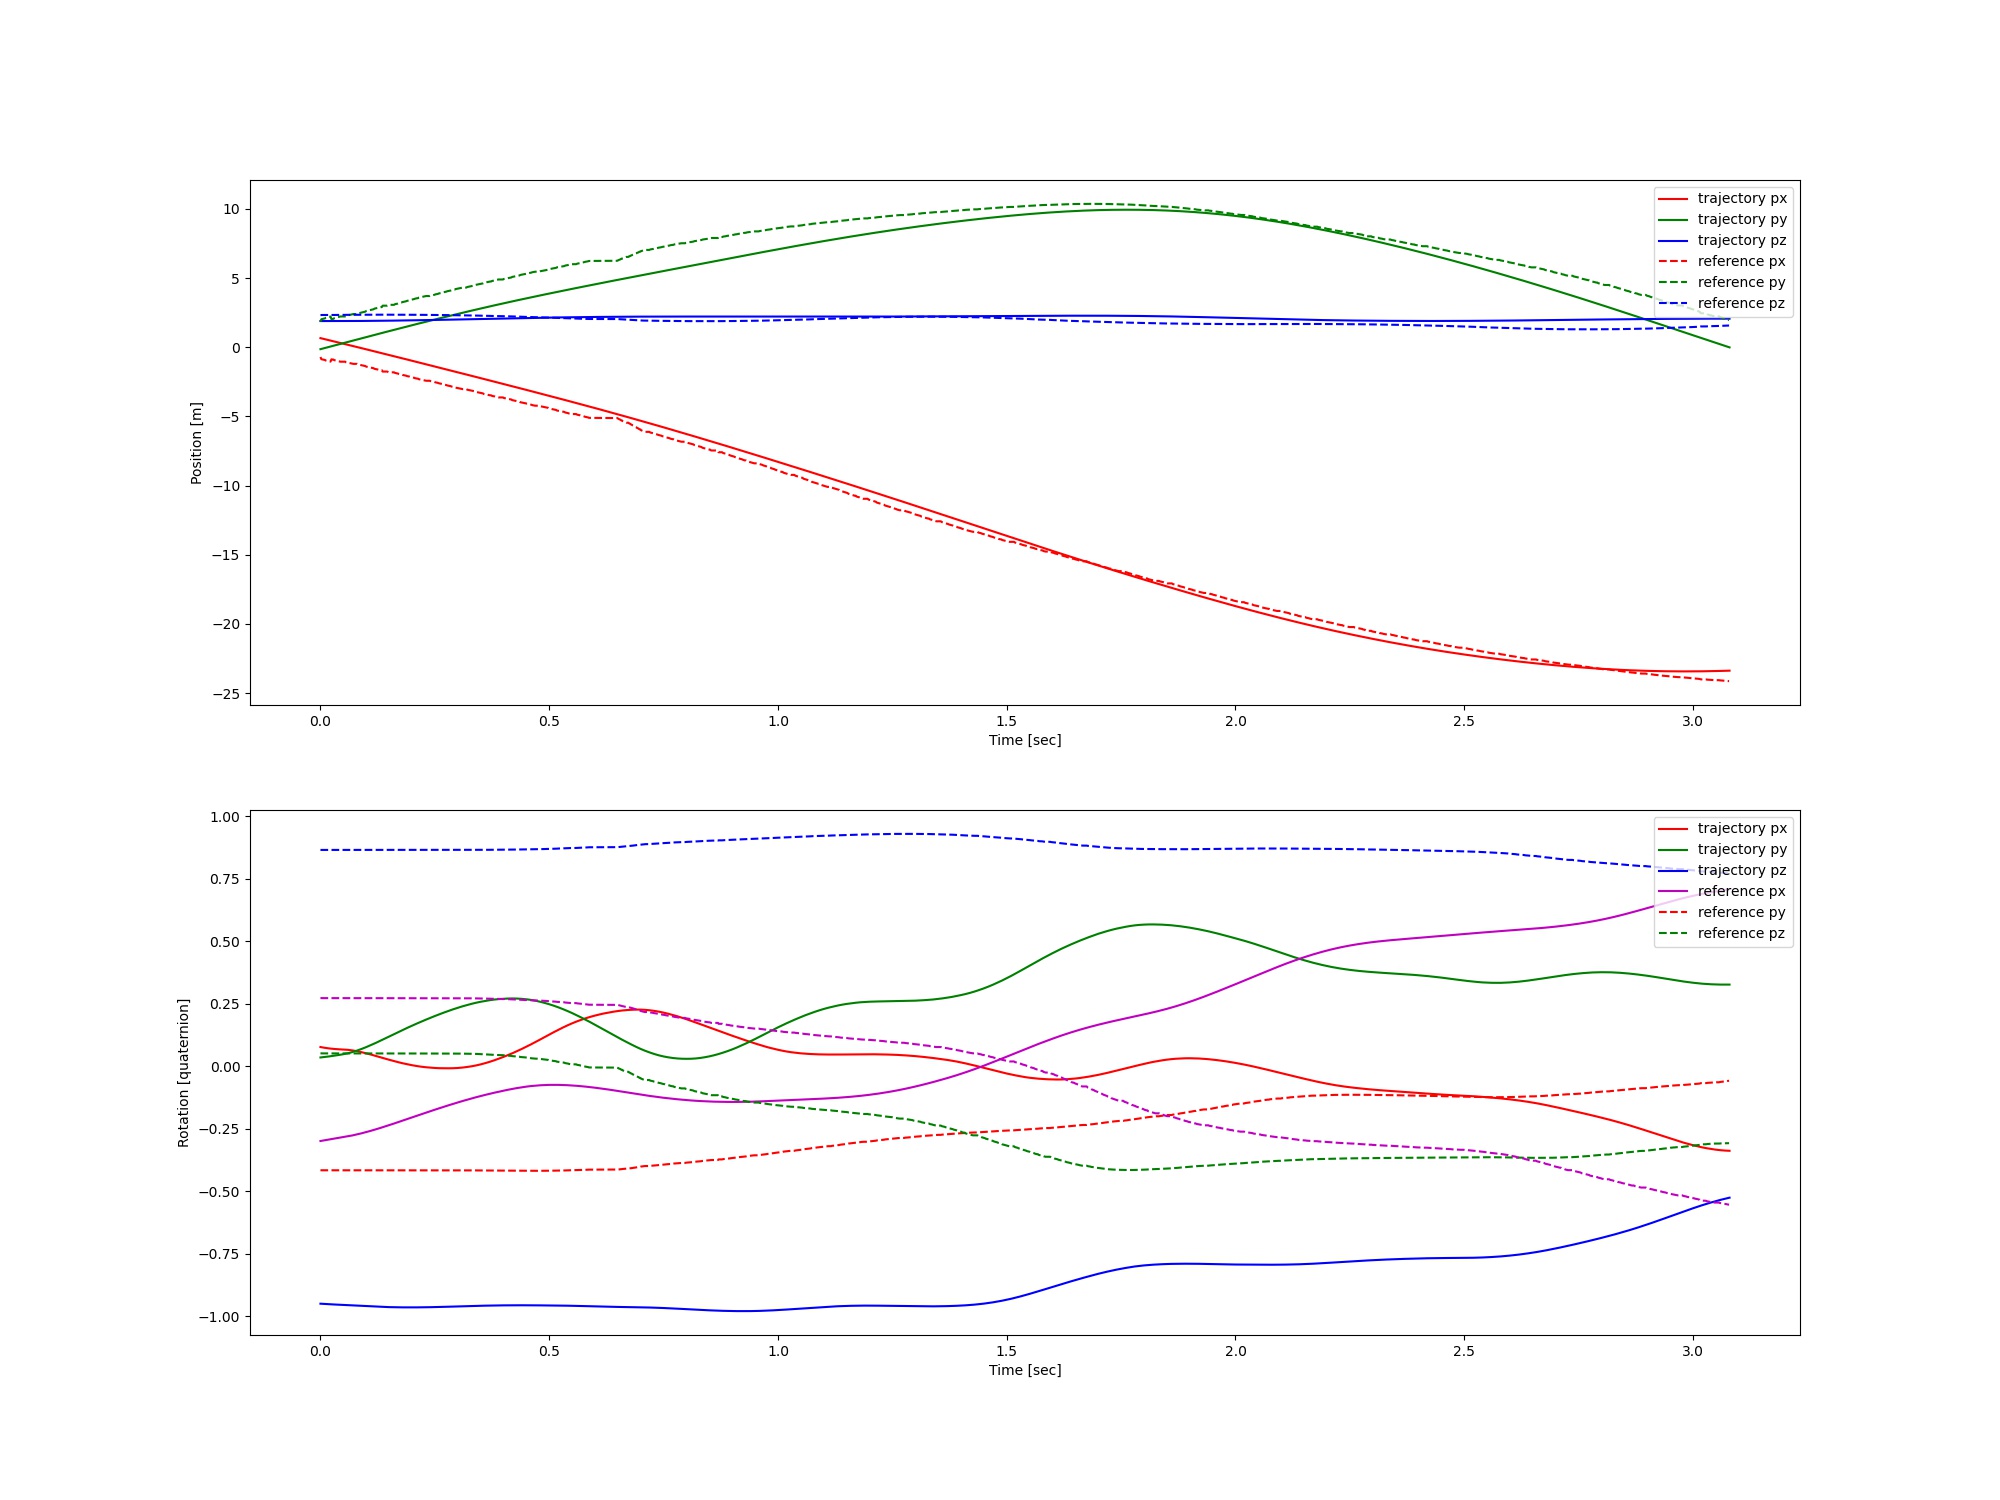 10
5
0
−5
−10
−15
−20
−25
Position [m]
trajectory px
trajectory py
trajectory pz
reference px
reference py
reference pz
0.0 0.5 1.0 1.5 2.0 2.5 3.0
Time [sec]
1.00
0.75
0.50
0.25
0.00
−0.25
−0.50
−0.75
−1.00
Rotation [quaternion]
trajectory px
trajectory py
trajectory pz
reference px
reference py
reference pz
0.0 0.5 1.0 1.5 2.0 2.5 3.0
Time [sec]